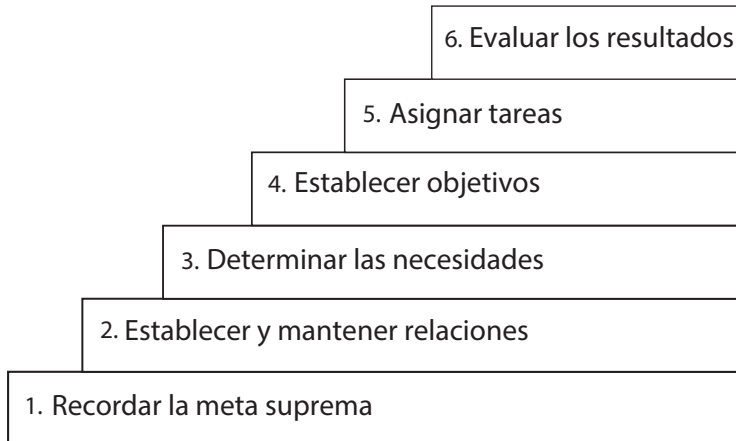 6. Evaluar los resultados
5. Asignar tareas
4. Establecer objetivos
3. Determinar las necesidades
2. Establecer y mantener relaciones
1. Recordar la meta suprema